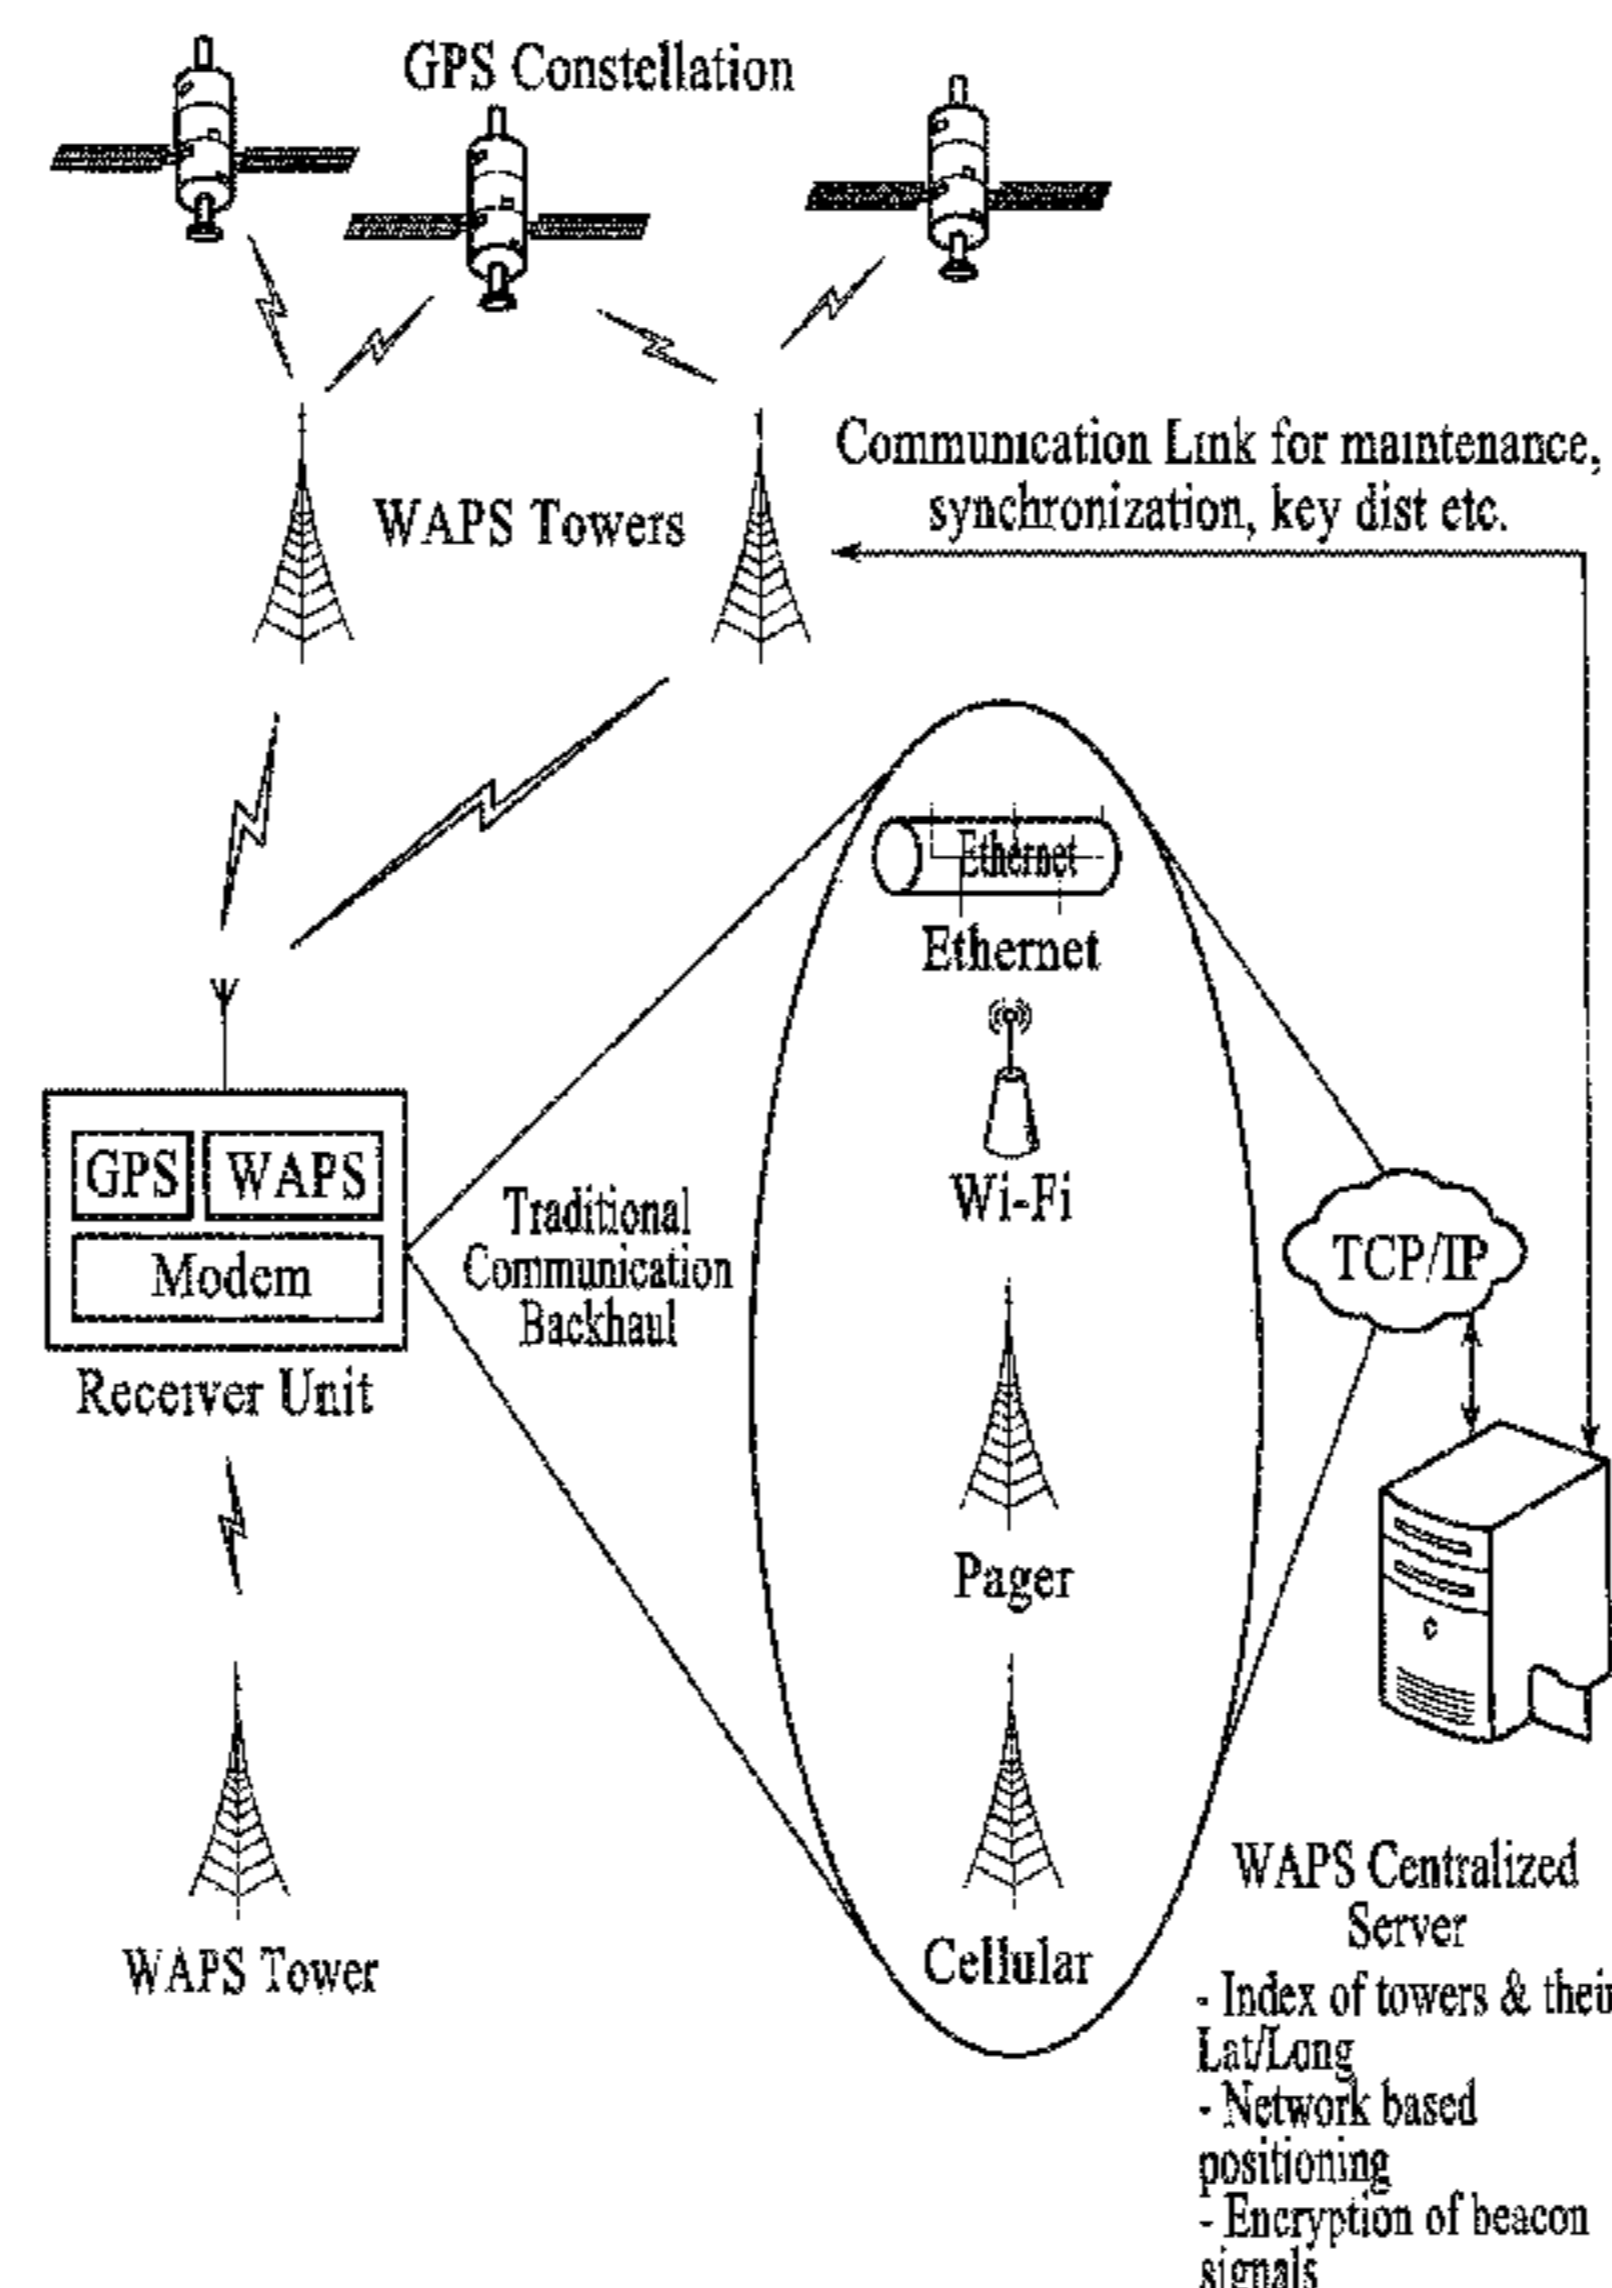 GPS Constellation
Communication Link for maintenance,
synchronization, key dist etc.
WAPS Towers
Ethernet
Ethernet
Wi-Fi
GPS
WAPS
Modem
Receiver Unit
Traditional
Communication
Backhaul
TCP/IP
Pager
Cellular
WAPS Tower
WAPS Centralized
Server
- Index of towers & their
Lat/Long
- Network based
positioning
- Encryption of beacon
signals